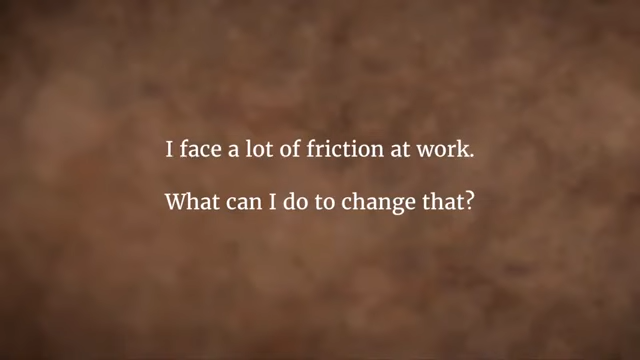 I face a lot of friction at work.
What can I do to change that?